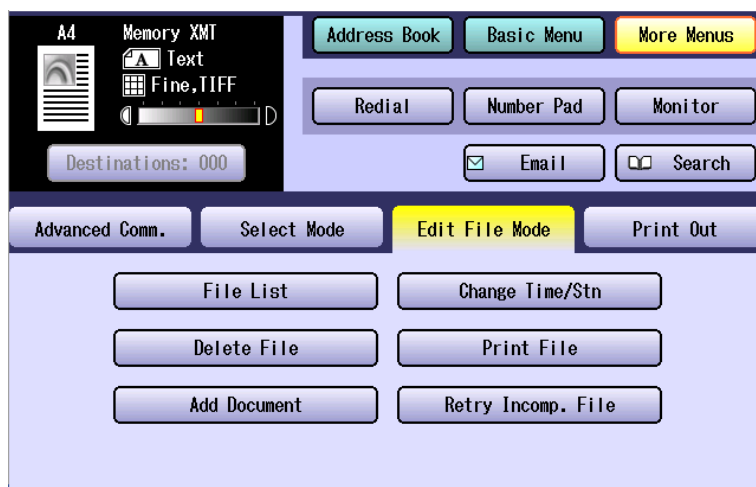 A4 Memory XMT
A Text
Fine,TIFF
Destinations: 000
Address Book Basic Menu More Menus
Redial Number Pad Monitor
Email Search
Advanced Comm. Select Mode Edit File Mode Print Out
File List Change Time/Stn
Delete File Print File
Add Document Retry Incomp. File